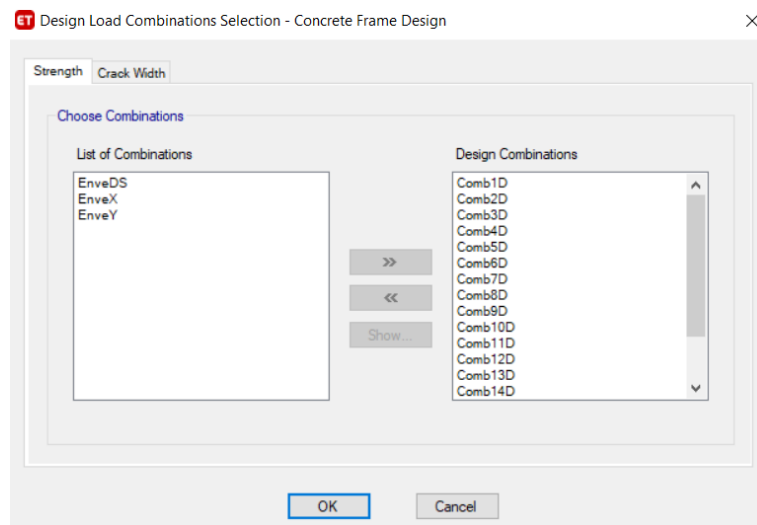 ET Design Load Combinations Selection - Concrete Frame Design
Strength Crack Width
Choose Combinations
List of Combinations
EnveDS
EnveX
EnveY
>>
<<
Show...
Design Combinations
Comb1D
Comb2D
Comb3D
Comb4D
Comb5D
Comb6D
Comb7D
Comb8D
Comb9D
Comb10D
Comb11D
Comb12D
Comb13D
Comb14D
OK Cancel